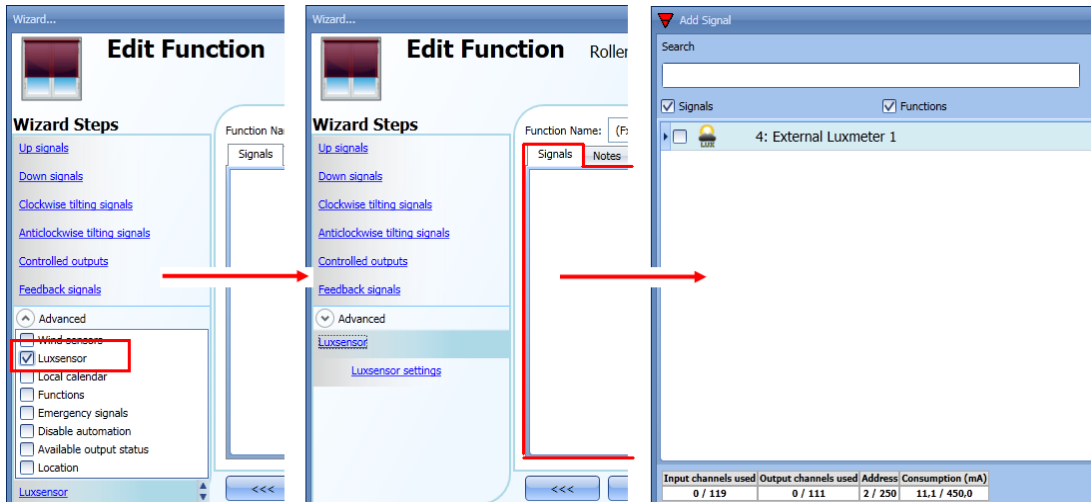 Wizard...
Edit Function
Wizard Steps
Up signals
Down signals
Clockwise tilting signals
Anticlockwise tilting signals
Controlled outputs
Feedback signals
Advanced
Wind sensors
Luxsensor
Local calendar
Functions
Emergency signals
Disable automation
Available output status
Location
Luxsensor
Function Na
Signals
<<<
Wizard...
Edit Function Roller
Wizard Steps
Up signals
Down signals
Clockwise tilting signals
Anticlockwise tilting signals
Controlled outputs
Feedback signals
Advanced
Luxsensor
Luxsensor settings
Function Name: (Fx
Signals Notes
<<<
Add Signal
Search
Signals Functions
LUX 4: External Luxmeter 1
Input channels used Output channels used Address Consumption (mA)
0 / 119 0 / 111 2 / 250 11,1 / 450,0